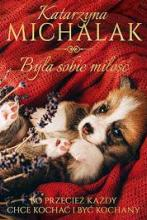 Katarzyna
MICHALAK
Była sobie miłość
BO PRZECIEŻ KAŻDY
CHCE KOCHAĆ I BYĆ KOCHANY